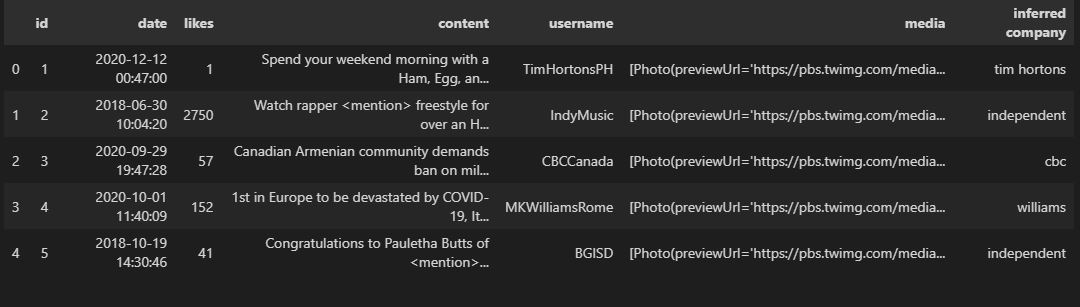 id date likes content username media inferred company
0 1 2020-12-12 00:47:00 1 Spend your weekend morning with a Ham, Egg, an... TimHortonsPH [Photo(previewUrl='https://pbs.twimg.com/media... tim hortons
1 2 2018-06-30 10:04:20 2750 Watch rapper <mention> freestyle for over an H... IndyMusic [Photo(previewUrl='https://pbs.twimg.com/media... independent
2 3 2020-09-29 19:47:28 57 Canadian Armenian community demands ban on mil... CBCCanada [Photo(previewUrl='https://pbs.twimg.com/media... cbc
3 4 2020-10-01 11:40:09 152 1st in Europe to be devastated by COVID-19, It... MKWilliamsRome [Photo(previewUrl='https://pbs.twimg.com/media... williams
4 5 2018-10-19 14:30:46 41 Congratulations to Pauletha Butts of <mention>... BGISD [Photo(previewUrl='https://pbs.twimg.com/media... independent